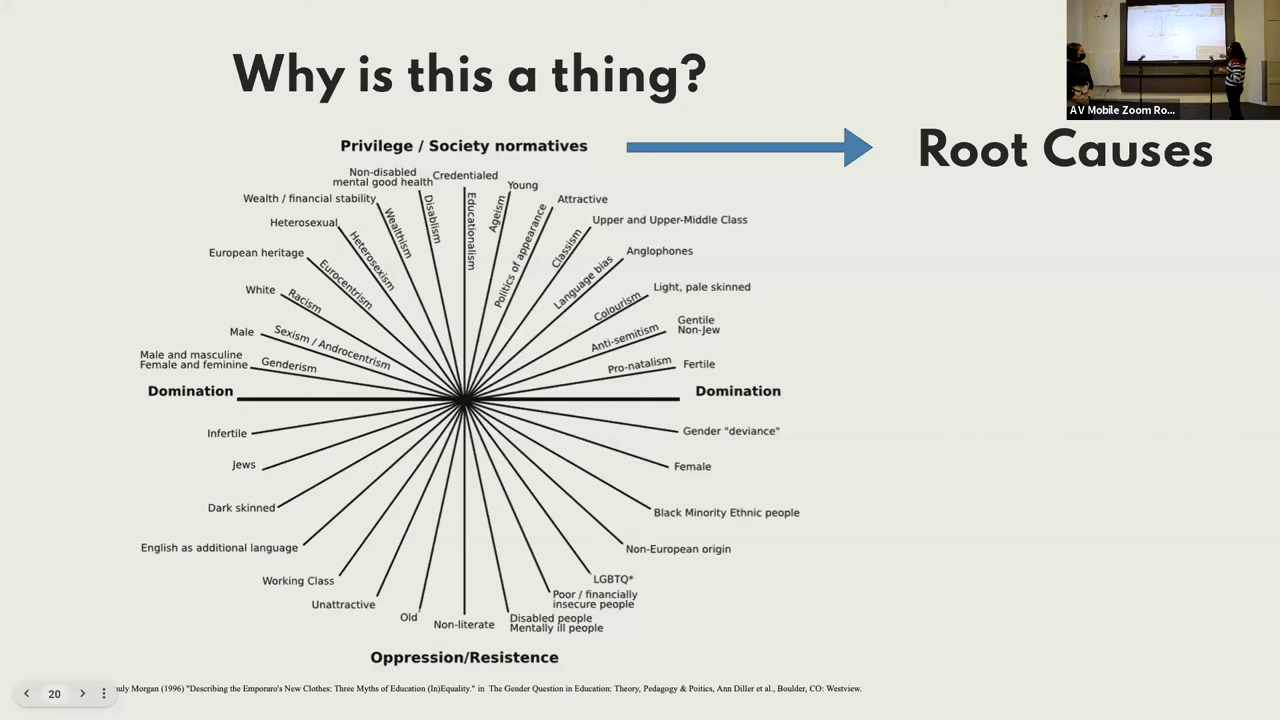 Why is this a thing?
AV Mobile Zoom Ro...
Privilege / Society normatives
Root Causes
Non-disabled
mental good health
Credentialed
Young
Wealth / financial stability
Attractive
Heterosexual
Upper and Upper-Middle Class
European heritage
Anglophones
White
Light, pale skinned
Male
Gentile
Non-Jew
Male and masculine
Female and feminine
Fertile
Genderism
Sexism / Androcentrism
Racism
Eurocentrism
Heterosexism
Wealthism
Disablism
Educationalism
Ageism
Politics of appearance
Classism
Language bias
Colourism
Anti-semitism
Pro-natalism
Domination
Domination
Infertile
Gender "deviance"
Jews
Female
Dark skinned
Black Minority Ethnic people
English as additional language
Non-European origin
Working Class
LGBTQ*
Unattractive
Poor / financially
insecure people
Old
Non-literate
Disabled people
Mentally ill people
Oppression/Resistence
20
Morgan (1996) "Describing the Emporaro's New Clothes: Three Myths of Education (In)Equality." in The Gender Question in Education: Theory, Pedagogy & Poitics, Ann Diller et al., Boulder, CO: Westview.